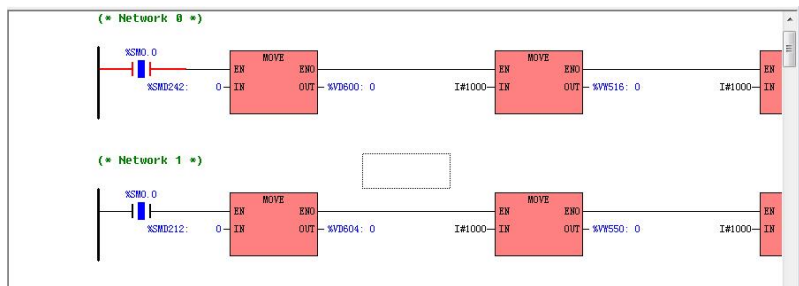 (* Network 0 *)
%SM0.0
MOVE
MOVE
EN ENO
EN ENO
EN
%SMD242: 0 IN OUT %VD600: 0
I#1000 IN OUT %VW516: 0
I#1000 IN
(* Network 1 *)
%SM0.0
MOVE
MOVE
EN ENO
EN ENO
EN
%SMD212: 0 IN OUT %VD604: 0
I#1000 IN OUT %VW550: 0
I#1000 IN